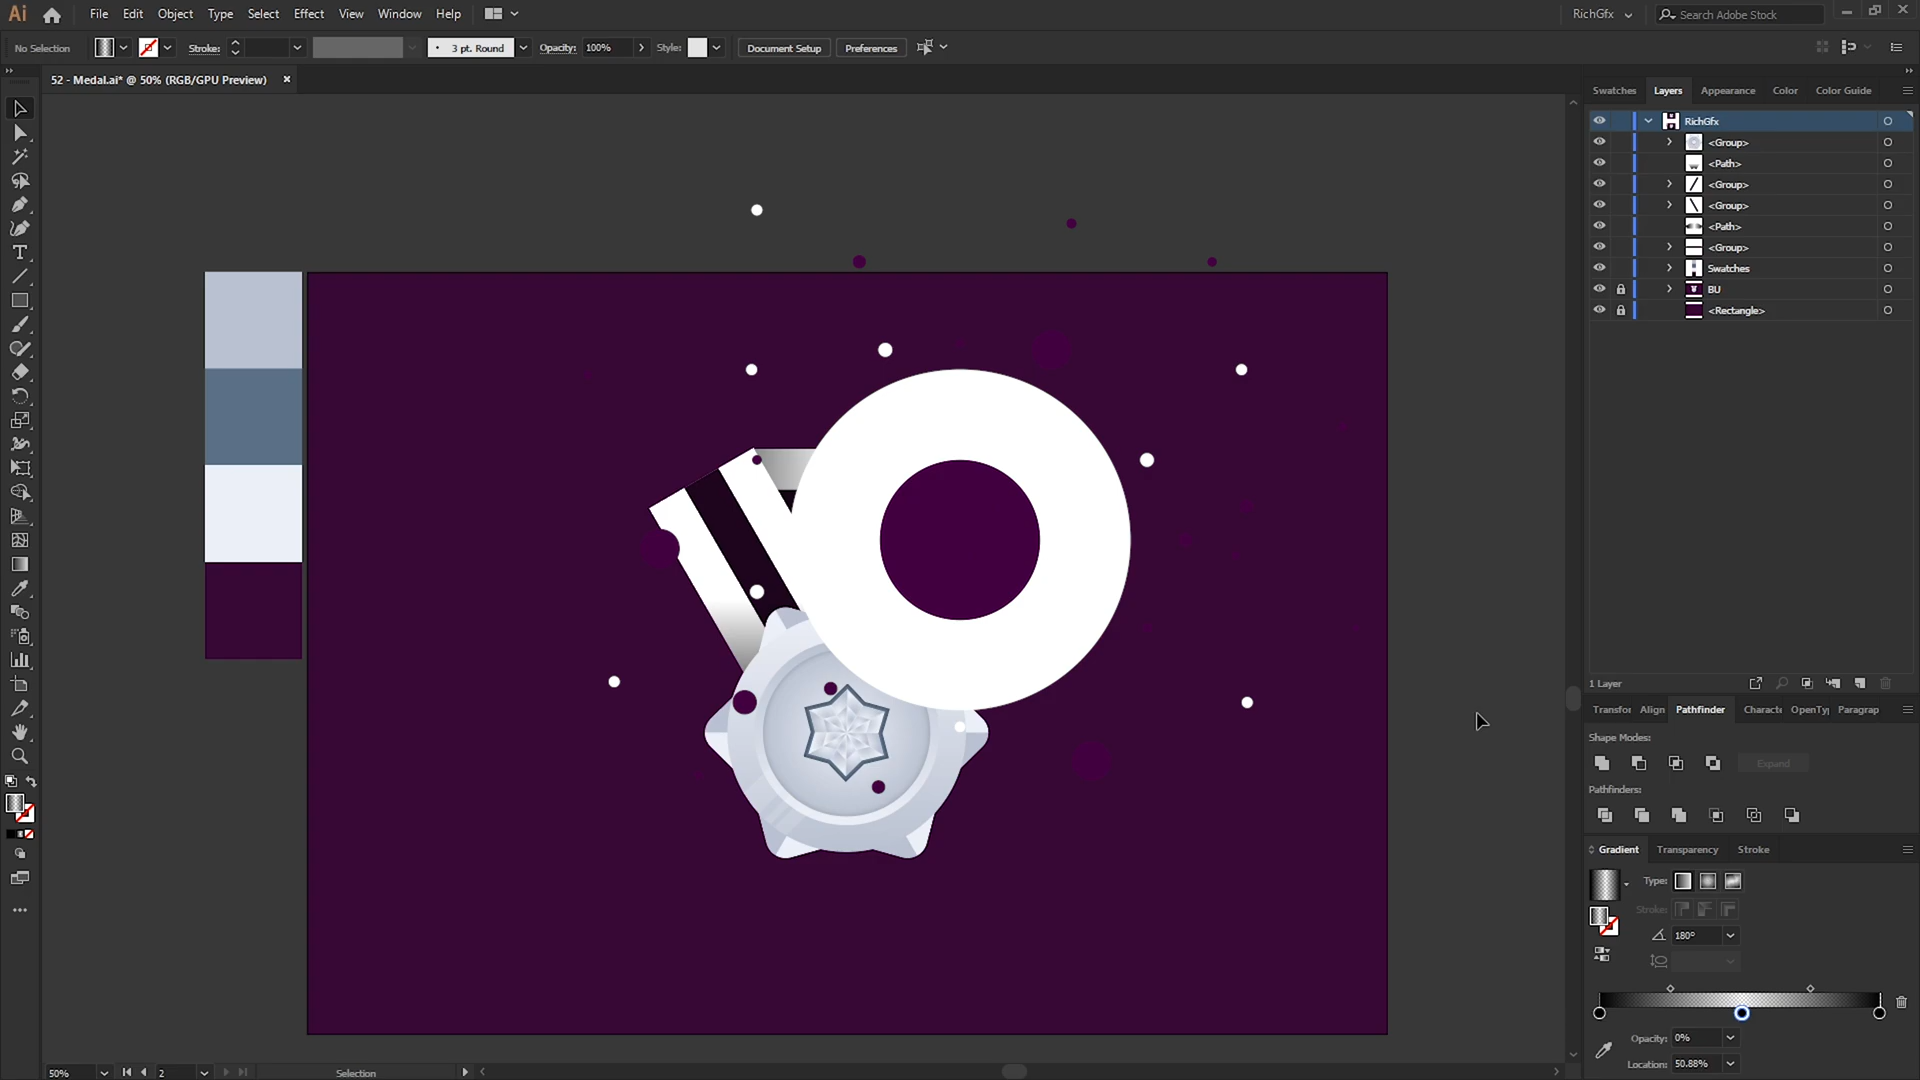 Ai File Edit Object Type Select Effect View Window Help RichGfx Search Adobe Stock
No Selection Stroke: 3 pt. Round Opacity: 100% Style: Document Setup Preferences
52 - Medal.ai* @ 50% (RGB/GPU Preview)
Swatches Layers Appearance Color Color Guide
RichGfx
<Group>
<Path>
<Group>
<Group>
<Path>
<Group>
Swatches
BU
<Rectangle>
1 Layer
Transfor Align Pathfinder Characte OpenTy Paragrap
Shape Modes:
Expand
Pathfinders:
Gradient Transparency Stroke
Type:
Stroke:
180°
Opacity: 0%
Location: 50.88%
50% 2 Selection